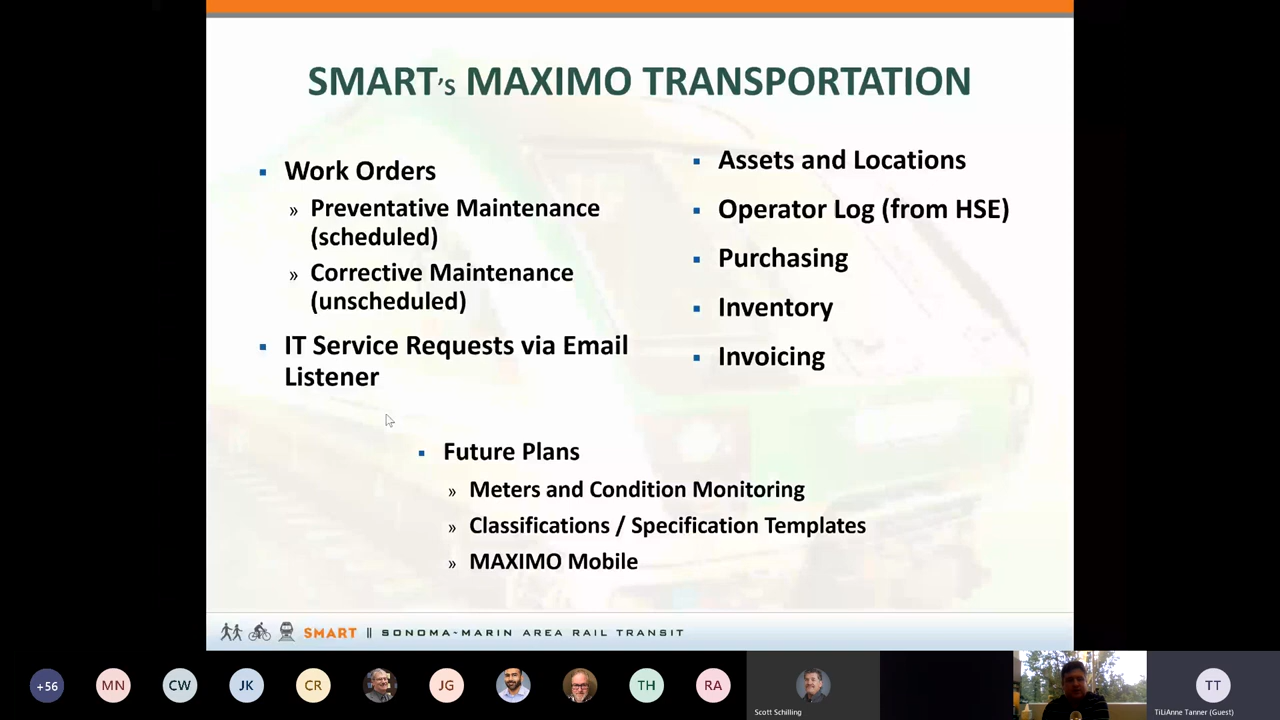 SMART's MAXIMO TRANSPORTATION
▪ Work Orders
» Preventative Maintenance
(scheduled)
» Corrective Maintenance
(unscheduled)
▪ IT Service Requests via Email
Listener
▪ Assets and Locations
▪ Operator Log (from HSE)
▪ Purchasing
▪ Inventory
▪ Invoicing
▪ Future Plans
» Meters and Condition Monitoring
» Classifications / Specification Templates
» MAXIMO Mobile
SMART || SONOMA-MARIN AREA RAIL TRANSIT
+56 MN CW JK CR JG TH RA TT
Scott Schilling TiLiAnne Tanner (Guest)